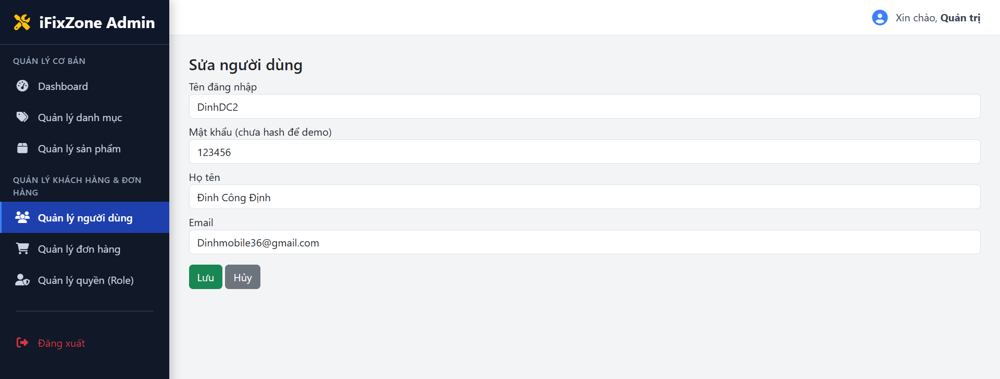 iFixZone Admin
QUẢN LÝ CƠ BẢN
Dashboard
Quản lý danh mục
Quản lý sản phẩm
QUẢN LÝ KHÁCH HÀNG & ĐƠN
HÀNG
Quản lý người dùng
Quản lý đơn hàng
Quản lý quyền (Role)
Đăng xuất
Xin chào, Quản trị
Sửa người dùng
Tên đăng nhập
DinhDC2
Mật khẩu (chưa hash để demo)
123456
Họ tên
Đinh Công Định
Email
Dinhmobile36@gmail.com
Lưu Hủy